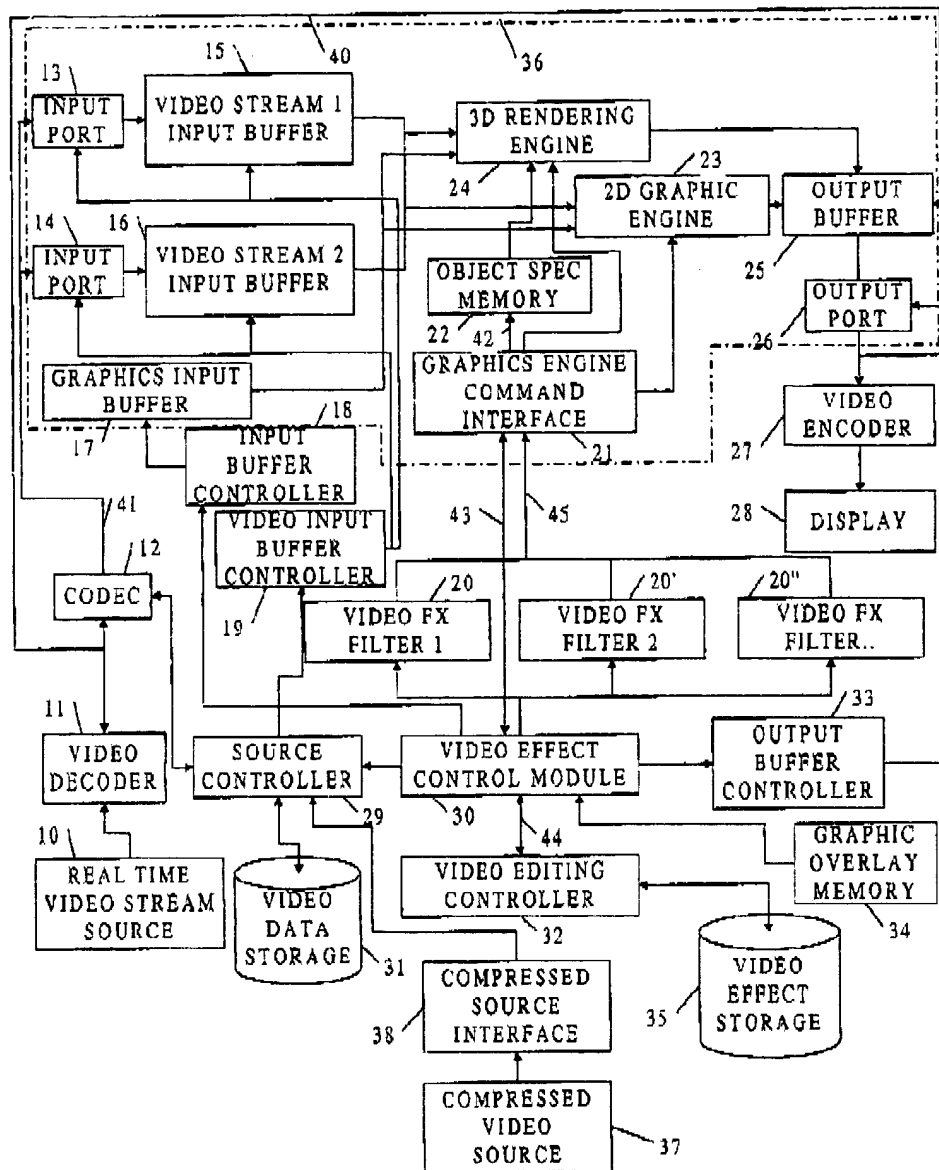 40
36
15
13
INPUT
PORT
VIDEO STREAM 1
INPUT BUFFER
3D RENDERING
ENGINE
24
23
2D GRAPHIC
ENGINE
OUTPUT
BUFFER
25
14
16
INPUT
PORT
VIDEO STREAM 2
INPUT BUFFER
OBJECT SPEC
MEMORY
22
42
OUTPUT
PORT
26
GRAPHICS INPUT
BUFFER
17
18
GRAPHICS ENGINE
COMMAND
INTERFACE
21
VIDEO
ENCODER
27
INPUT
BUFFER
CONTROLLER
41
43
45
28
DISPLAY
12
CODEC
VIDEO INPUT
BUFFER
CONTROLLER
19
20
20'
20"
VIDEO FX
FILTER 1
VIDEO FX
FILTER 2
VIDEO FX
FILTER..
11
VIDEO
DECODER
SOURCE
CONTROLLER
29
VIDEO EFFECT
CONTROL MODULE
30
33
OUTPUT
BUFFER
CONTROLLER
10
REAL TIME
VIDEO STREAM
SOURCE
VIDEO
DATA
STORAGE
31
44
VIDEO EDITING
CONTROLLER
32
GRAPHIC
OVERLAY
MEMORY
34
COMPRESSED
SOURCE
INTERFACE
38
35
VIDEO
EFFECT
STORAGE
COMPRESSED
VIDEO
SOURCE
37